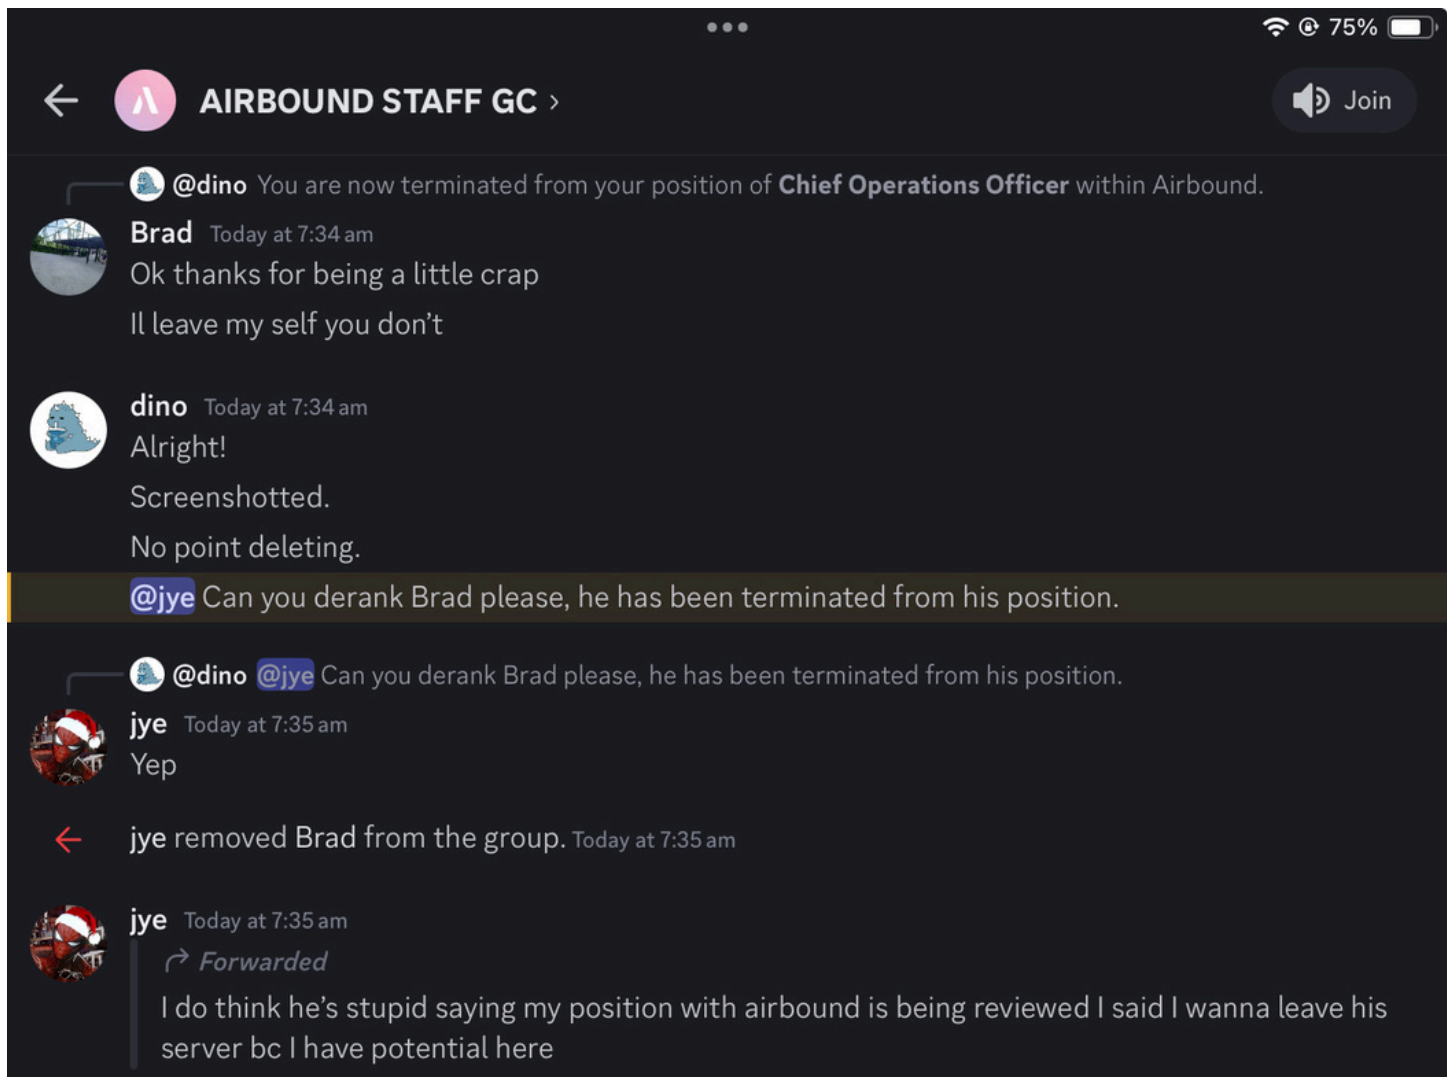 75%
AIRBOUND STAFF GC
Join
@dino You are now terminated from your position of Chief Operations Officer within Airbound.
Brad Today at 7:34 am
Ok thanks for being a little crap
Il leave my self you don’t
dino Today at 7:34 am
Alright!
Screenshotted.
No point deleting.
@jye Can you derank Brad please, he has been terminated from his position.
@dino @jye Can you derank Brad please, he has been terminated from his position.
jye Today at 7:35 am
Yep
jye removed Brad from the group. Today at 7:35 am
jye Today at 7:35 am
Forwarded
I do think he’s stupid saying my position with airbound is being reviewed I said I wanna leave his
server bc I have potential here